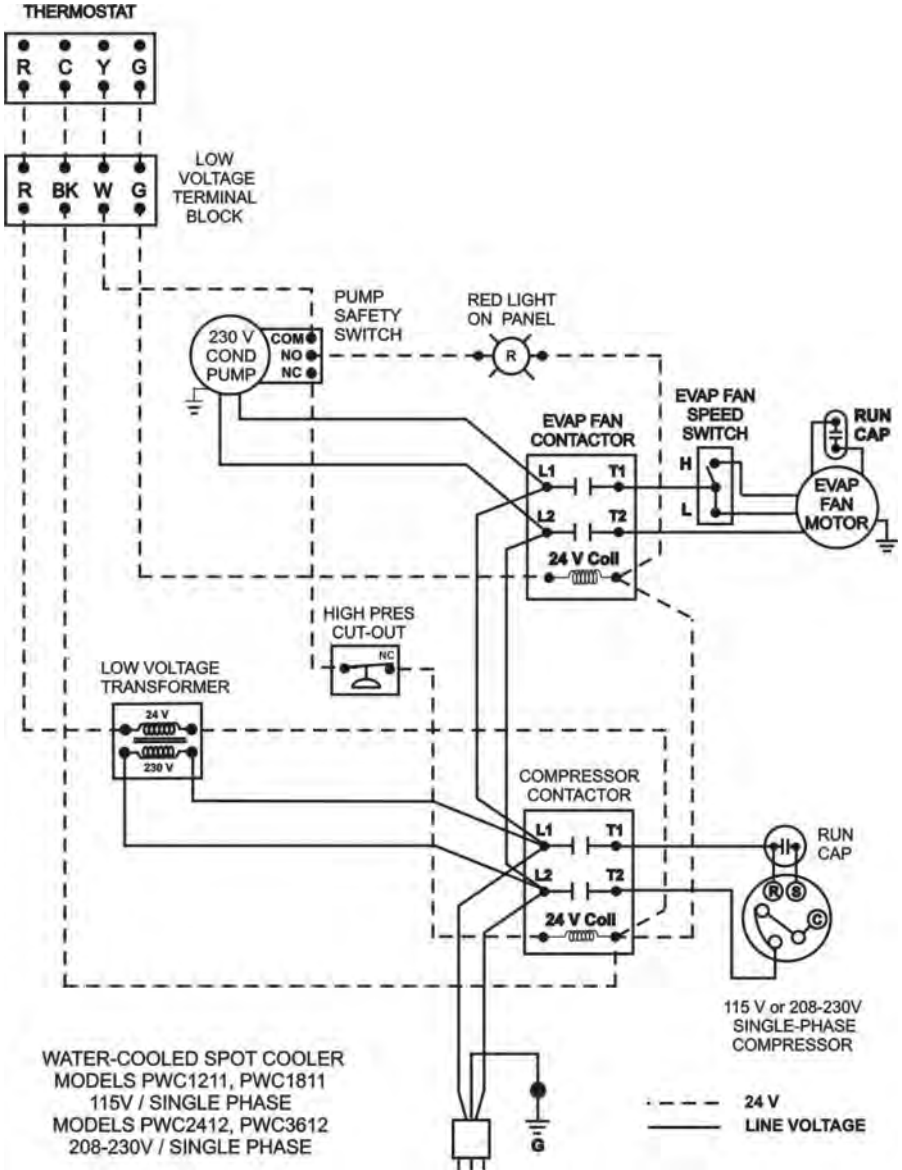 THERMOSTAT
R C Y G
LOW
VOLTAGE
TERMINAL
BLOCK
R BK W G
PUMP
SAFETY
SWITCH
RED LIGHT
ON PANEL
230 V
COND
PUMP
COM
NO
NC
R
EVAP FAN
CONTACTOR
EVAP FAN
SPEED
SWITCH
RUN
CAP
L1 T1
H
L
EVAP
FAN
MOTOR
L2 T2
24 V Coil
HIGH PRES
CUT-OUT
NC
LOW VOLTAGE
TRANSFORMER
24 V
230 V
COMPRESSOR
CONTACTOR
L1 T1
RUN
CAP
L2 T2
R S
C
24 V Coil
115 V or 208-230V
SINGLE-PHASE
COMPRESSOR
WATER-COOLED SPOT COOLER
MODELS PWC1211, PWC1811
115V / SINGLE PHASE
MODELS PWC2412, PWC3612
208-230V / SINGLE PHASE
G
24 V
LINE VOLTAGE